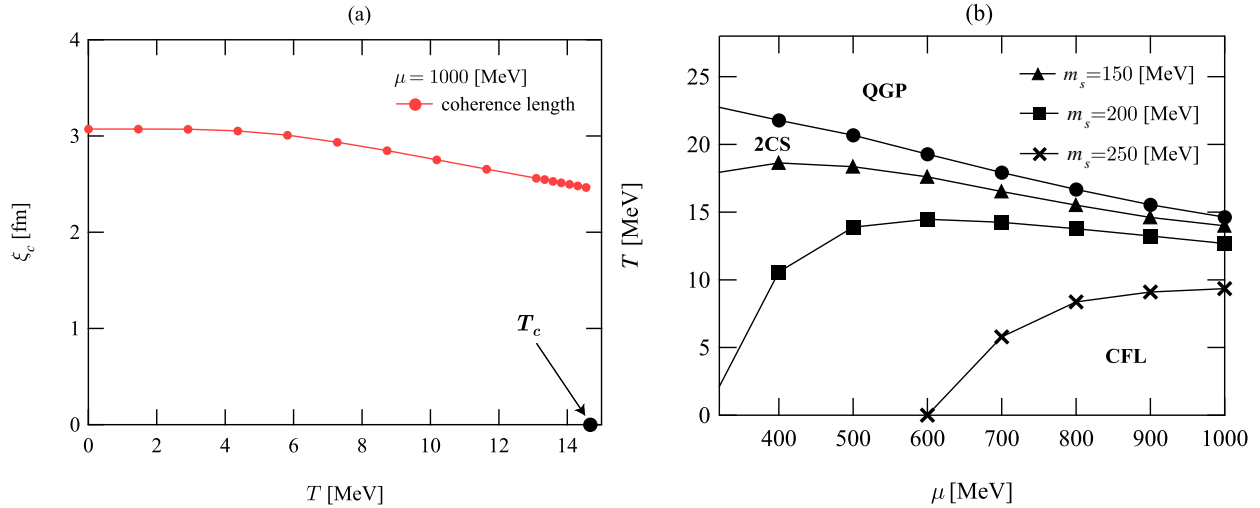 (a)
4
3
2
1
0
ξc [fm]
μ = 1000 [MeV]
coherence length
Tc
0
2
4
6
8
10
12
14
T [MeV]
(b)
25
20
15
10
5
0
T [MeV]
QGP
2CS
CFL
ms=150 [MeV]
ms=200 [MeV]
ms=250 [MeV]
400
500
600
700
800
900
1000
μ [MeV]